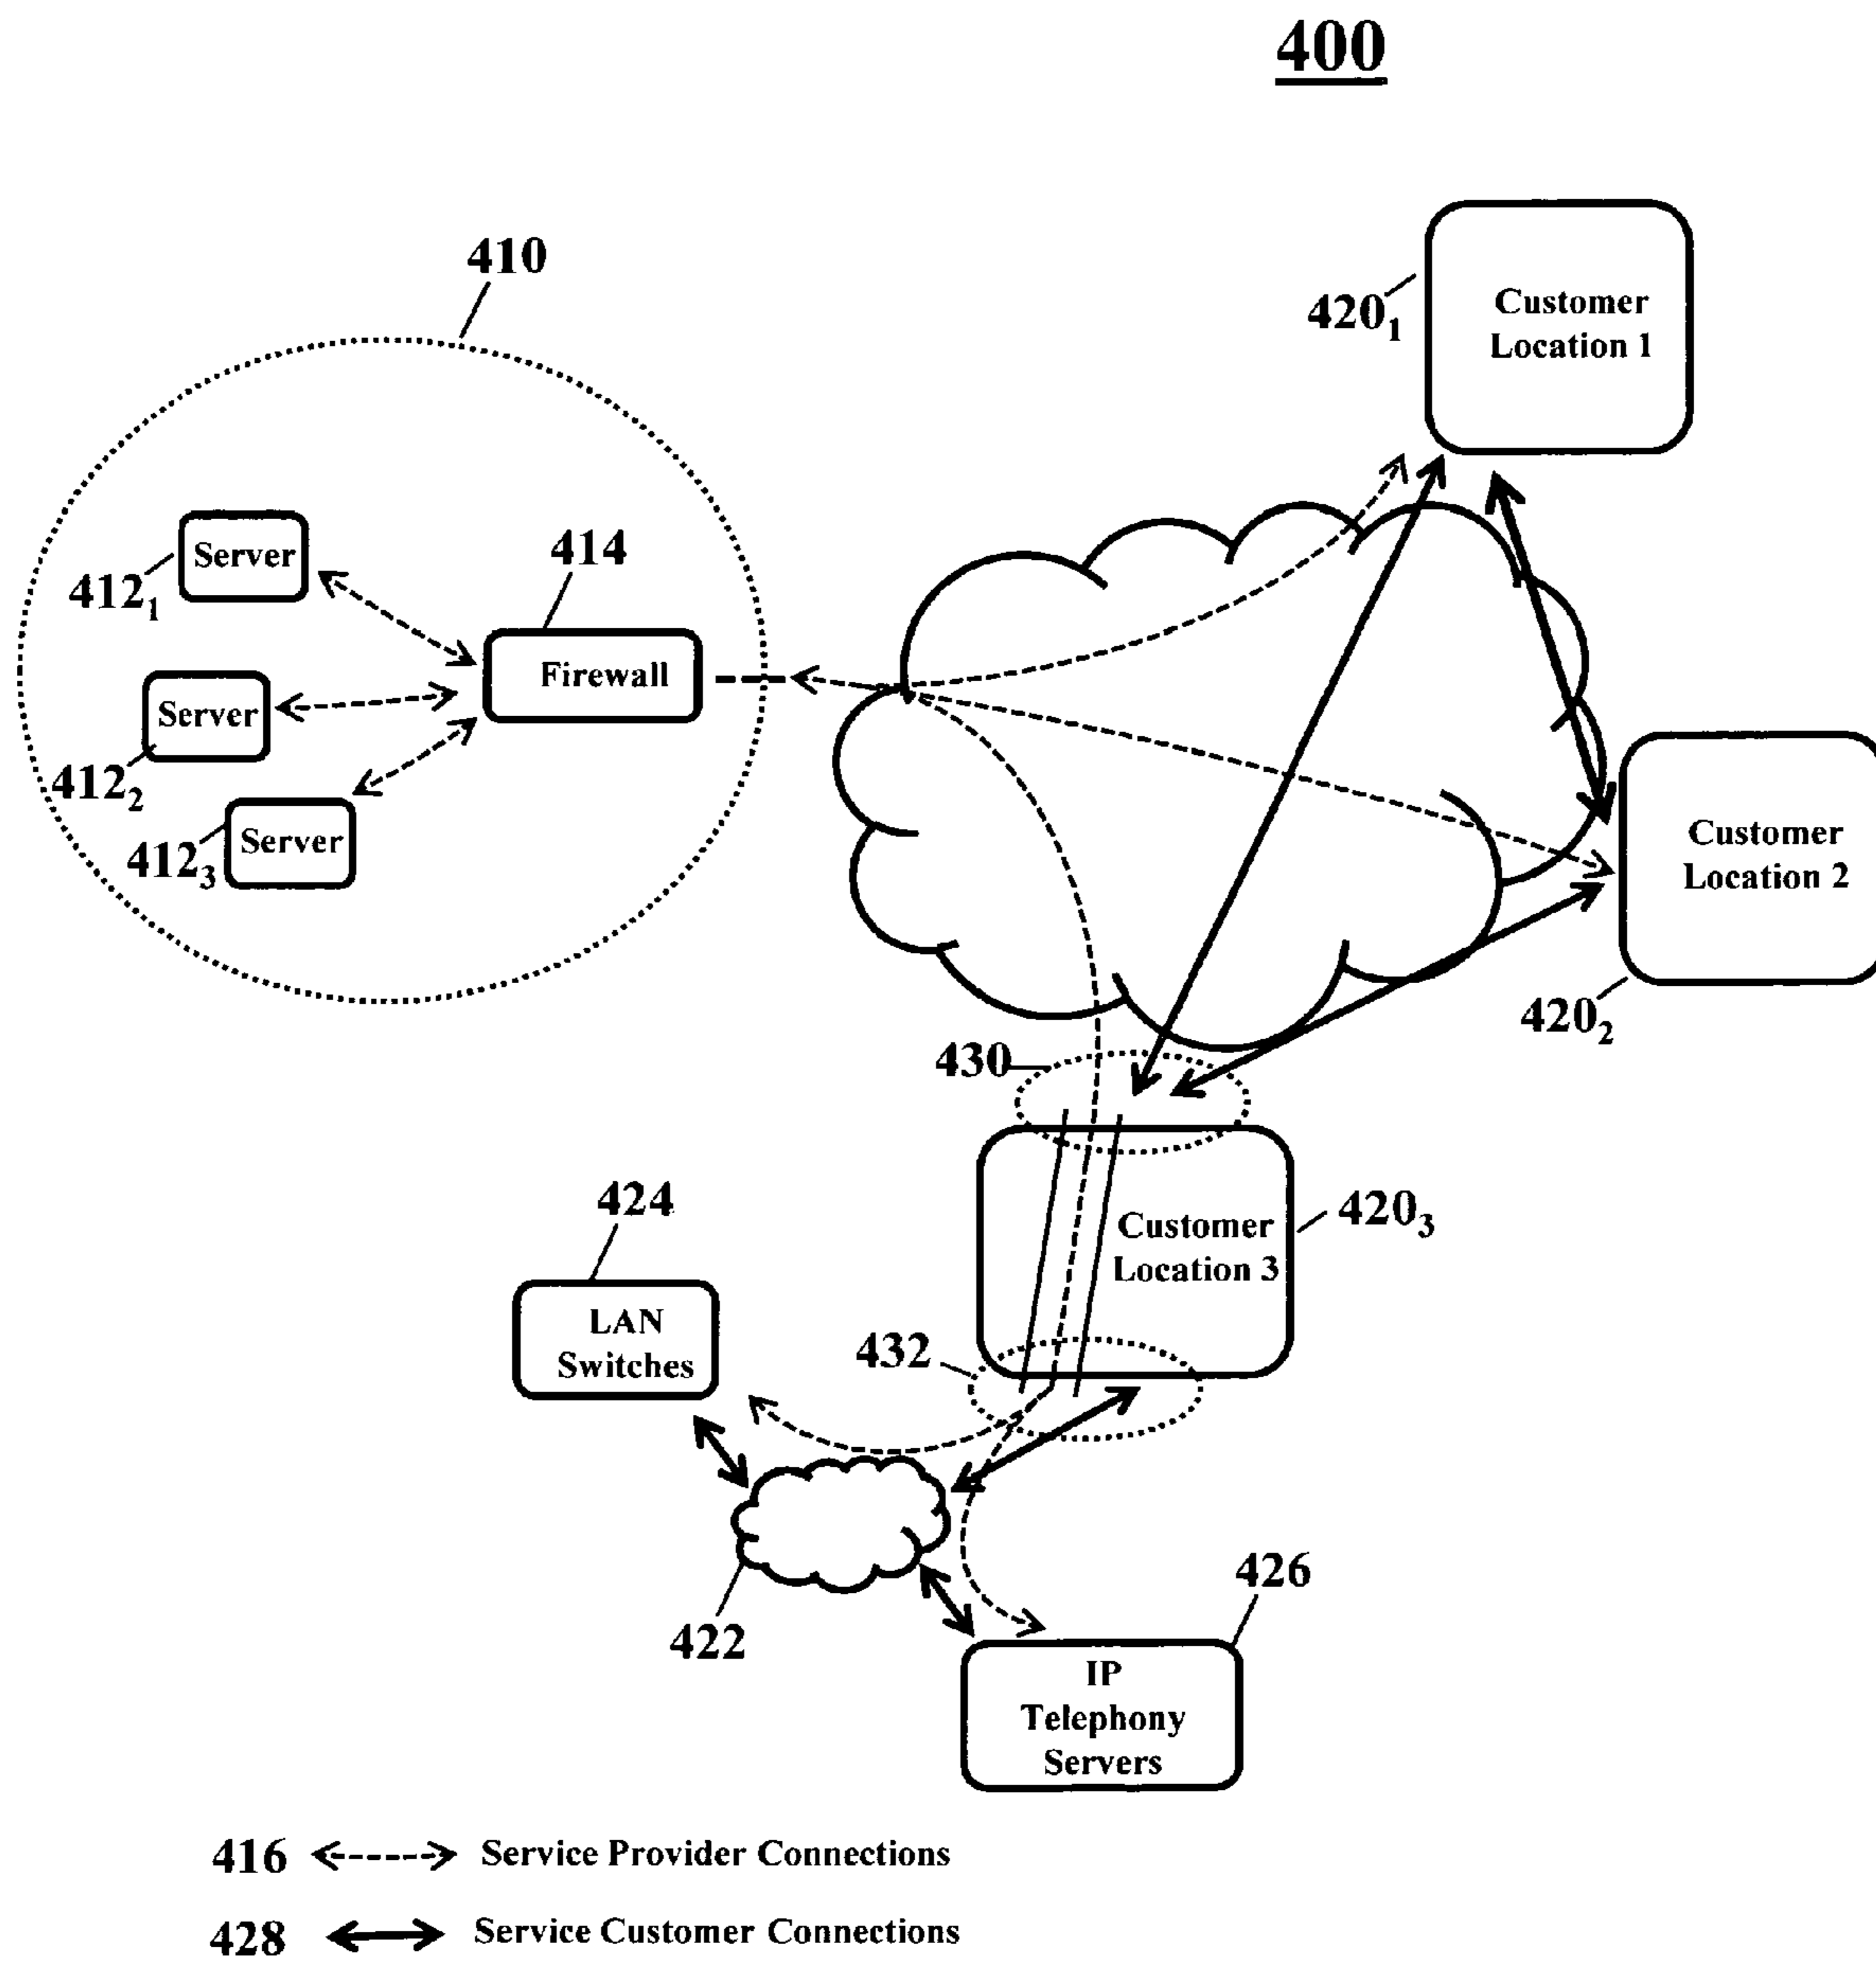 400
410
420₁
Customer
Location 1
Server
412₁
414
Firewall
Server
412₂
Server
412₃
Customer
Location 2
420₂
430
420₃
Customer
Location 3
424
LAN
Switches
432
422
426
IP
Telephony
Servers
416 Service Provider Connections
428 Service Customer Connections